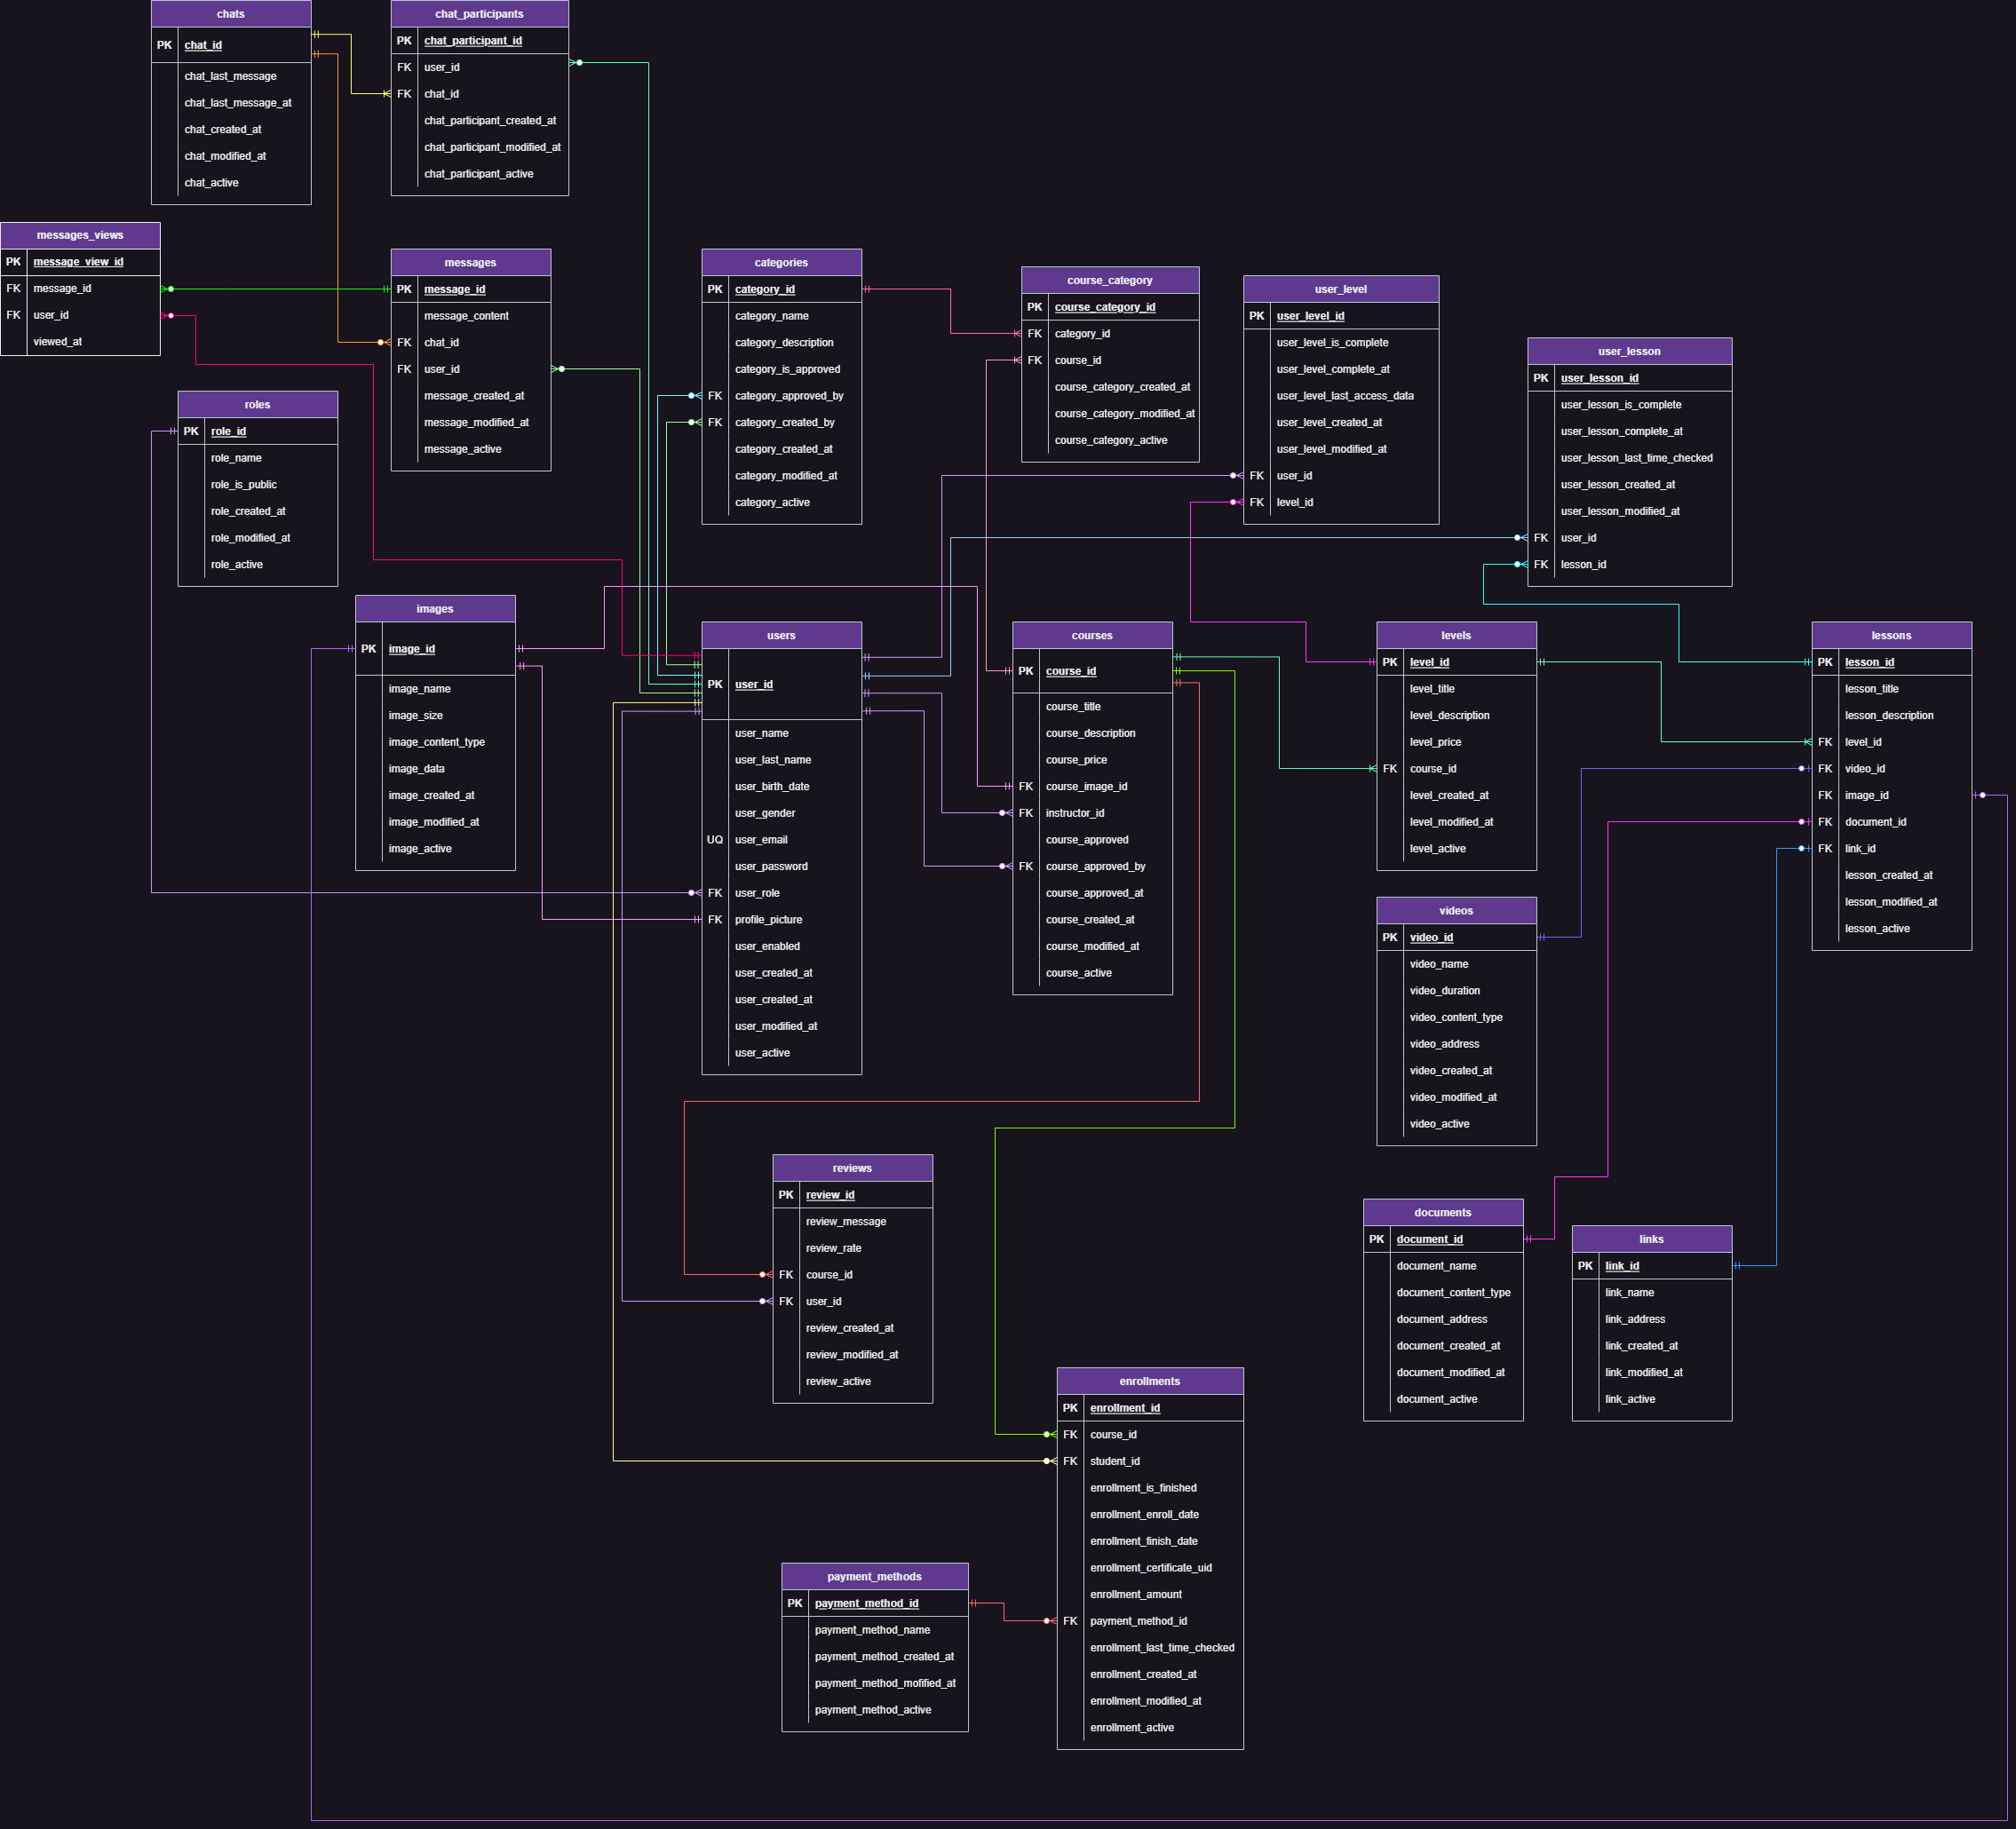 chats
PK chat_id
chat_last_message
chat_last_message_at
chat_created_at
chat_modified_at
chat_active
chat_participants
PK chat_participant_id
FK user_id
FK chat_id
chat_participant_created_at
chat_participant_modified_at
chat_participant_active
messages_views
PK message_view_id
FK message_id
FK user_id
viewed_at
messages
PK message_id
message_content
FK chat_id
FK user_id
message_created_at
message_modified_at
message_active
categories
PK category_id
category_name
category_description
category_is_approved
FK category_approved_by
FK category_created_by
category_created_at
category_modified_at
category_active
course_category
PK course_category_id
FK category_id
FK course_id
course_category_created_at
course_category_modified_at
course_category_active
user_level
PK user_level_id
user_level_is_complete
user_level_complete_at
user_level_last_access_data
user_level_created_at
user_level_modified_at
FK user_id
FK level_id
user_lesson
PK user_lesson_id
user_lesson_is_complete
user_lesson_complete_at
user_lesson_last_time_checked
user_lesson_created_at
user_lesson_modified_at
FK user_id
FK lesson_id
roles
PK role_id
role_name
role_is_public
role_created_at
role_modified_at
role_active
images
PK image_id
image_name
image_size
image_content_type
image_data
image_created_at
image_modified_at
image_active
users
PK user_id
user_name
user_last_name
user_birth_date
user_gender
UQ user_email
user_password
FK user_role
FK profile_picture
user_enabled
user_created_at
user_created_at
user_modified_at
user_active
courses
PK course_id
course_title
course_description
course_price
FK course_image_id
FK instructor_id
course_approved
FK course_approved_by
course_approved_at
course_created_at
course_modified_at
course_active
levels
PK level_id
level_title
level_description
level_price
FK course_id
level_created_at
level_modified_at
level_active
lessons
PK lesson_id
lesson_title
lesson_description
FK level_id
FK video_id
FK image_id
FK document_id
FK link_id
lesson_created_at
lesson_modified_at
lesson_active
videos
PK video_id
video_name
video_duration
video_content_type
video_address
video_created_at
video_modified_at
video_active
reviews
PK review_id
review_message
review_rate
FK course_id
FK user_id
review_created_at
review_modified_at
review_active
documents
PK document_id
document_name
document_content_type
document_address
document_created_at
document_modified_at
document_active
links
PK link_id
link_name
link_address
link_created_at
link_modified_at
link_active
enrollments
PK enrollment_id
FK course_id
FK student_id
enrollment_is_finished
enrollment_enroll_date
enrollment_finish_date
enrollment_certificate_uid
enrollment_amount
FK payment_method_id
enrollment_last_time_checked
enrollment_created_at
enrollment_modified_at
enrollment_active
payment_methods
PK payment_method_id
payment_method_name
payment_method_created_at
payment_method_mofified_at
payment_method_active